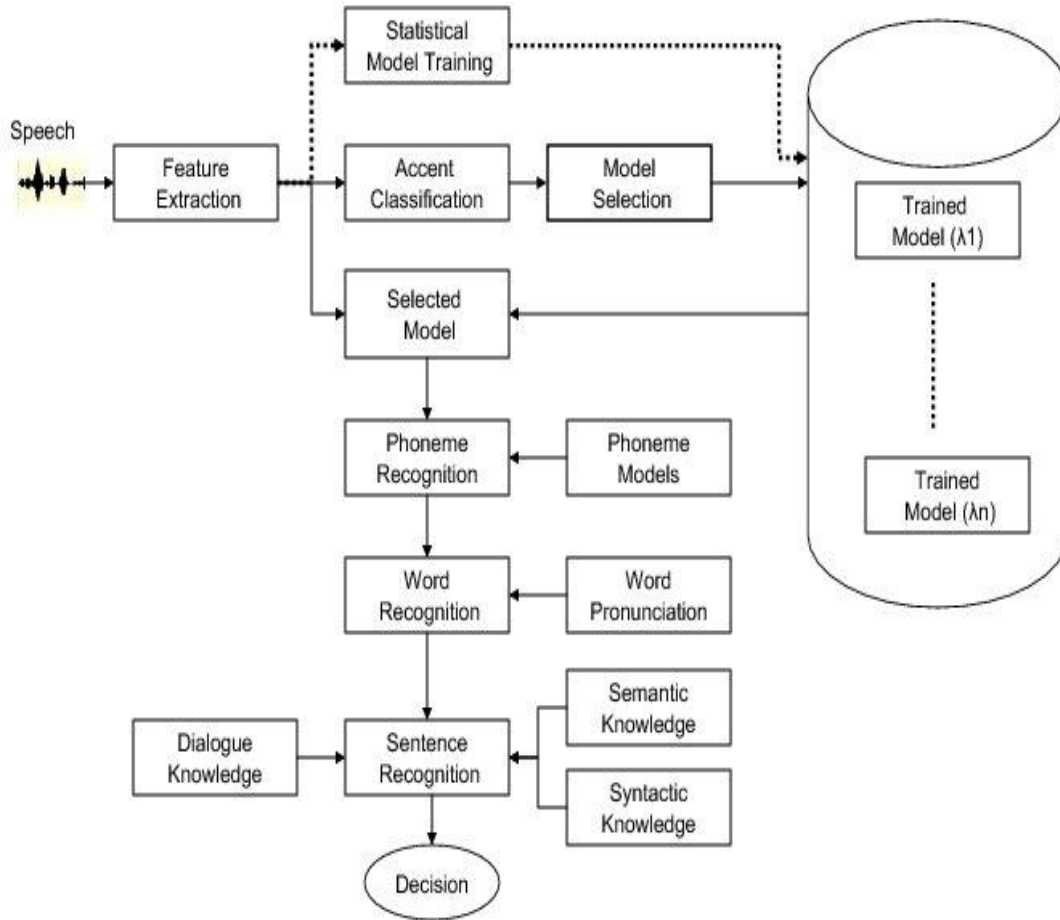 Statistical
Model Training
Speech
Feature
Extraction
Accent
Classification
Model
Selection
Trained
Model (λ1)
Selected
Model
Phoneme
Recognition
Phoneme
Models
Trained
Model (λn)
Word
Recognition
Word
Pronunciation
Semantic
Knowledge
Dialogue
Knowledge
Sentence
Recognition
Syntactic
Knowledge
Decision